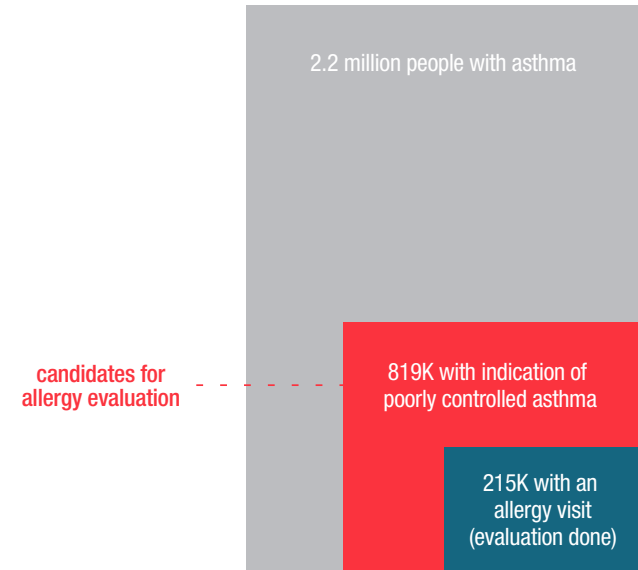 2.2 million people with asthma
candidates for
allergy evaluation
819K with indication of
poorly controlled asthma
215K with an
allergy visit
(evaluation done)